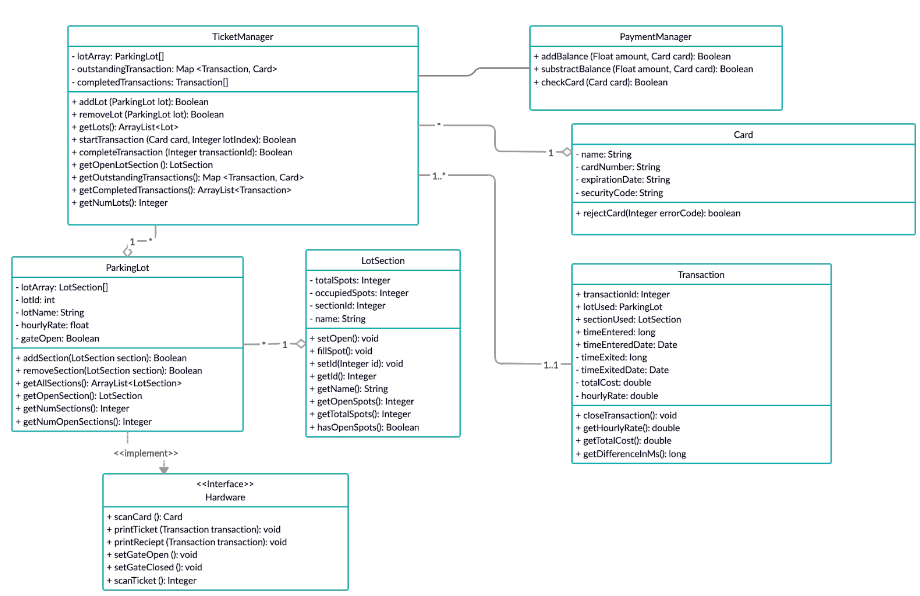 TicketManager
- lotArray: ParkingLot[]
- outstandingTransaction: Map <Transaction, Card>
- completedTransactions: Transaction[]
+ addLot (ParkingLot lot): Boolean
+ removeLot (ParkingLot lot): Boolean
+ getLots(): ArrayList<Lot>
+ startTransaction (Card card, Integer lotIndex): Boolean
+ completeTransaction (Integer transactionId): Boolean
+ getOpenLotSection (): LotSection
+ getOutstandingTransactions(): Map <Transaction, Card>
+ getCompletedTransactions(): ArrayList<Transaction>
+ getNumLots(): Integer
PaymentManager
+ addBalance (Float amount, Card card): Boolean
+ substractBalance (Float amount, Card card): Boolean
+ checkCard (Card card): Boolean
*
1
Card
- name: String
- cardNumber: String
- expirationDate: String
- securityCode: String
+ rejectCard(Integer errorCode): boolean
1..*
1..1
1
*
ParkingLot
- lotArray: LotSection[]
- lotId: int
- lotName: String
- hourlyRate: float
- gateOpen: Boolean
+ addSection(LotSection section): Boolean
+ removeSection(LotSection section): Boolean
+ getAllSections(): ArrayList<LotSection>
+ getOpenSection(): LotSection
+ getNumSections(): Integer
+ getNumOpenSections(): Integer
*
1
LotSection
- totalSpots: Integer
- occupiedSpots: Integer
- sectionId: Integer
- name: String
+ setOpen(): void
+ fillSpot(): void
+ setId(Integer id): void
+ getId(): Integer
+ getName(): String
+ getOpenSpots(): Integer
+ getTotalSpots(): Integer
+ hasOpenSpots(): Boolean
Transaction
+ transactionId: Integer
+ lotUsed: ParkingLot
+ sectionUsed: LotSection
+ timeEntered: long
+ timeEnteredDate: Date
- timeExited: long
- timeExitedDate: Date
- totalCost: double
- hourlyRate: double
+ closeTransaction(): void
+ getHourlyRate(): double
+ getTotalCost(): double
+ getDifferenceInMs(): long
<<implement>>
<<Interface>>
Hardware
+ scanCard (): Card
+ printTicket (Transaction transaction): void
+ printReciept (Transaction transaction): void
+ setGateOpen (): void
+ setGateClosed (): void
+ scanTicket (): Integer